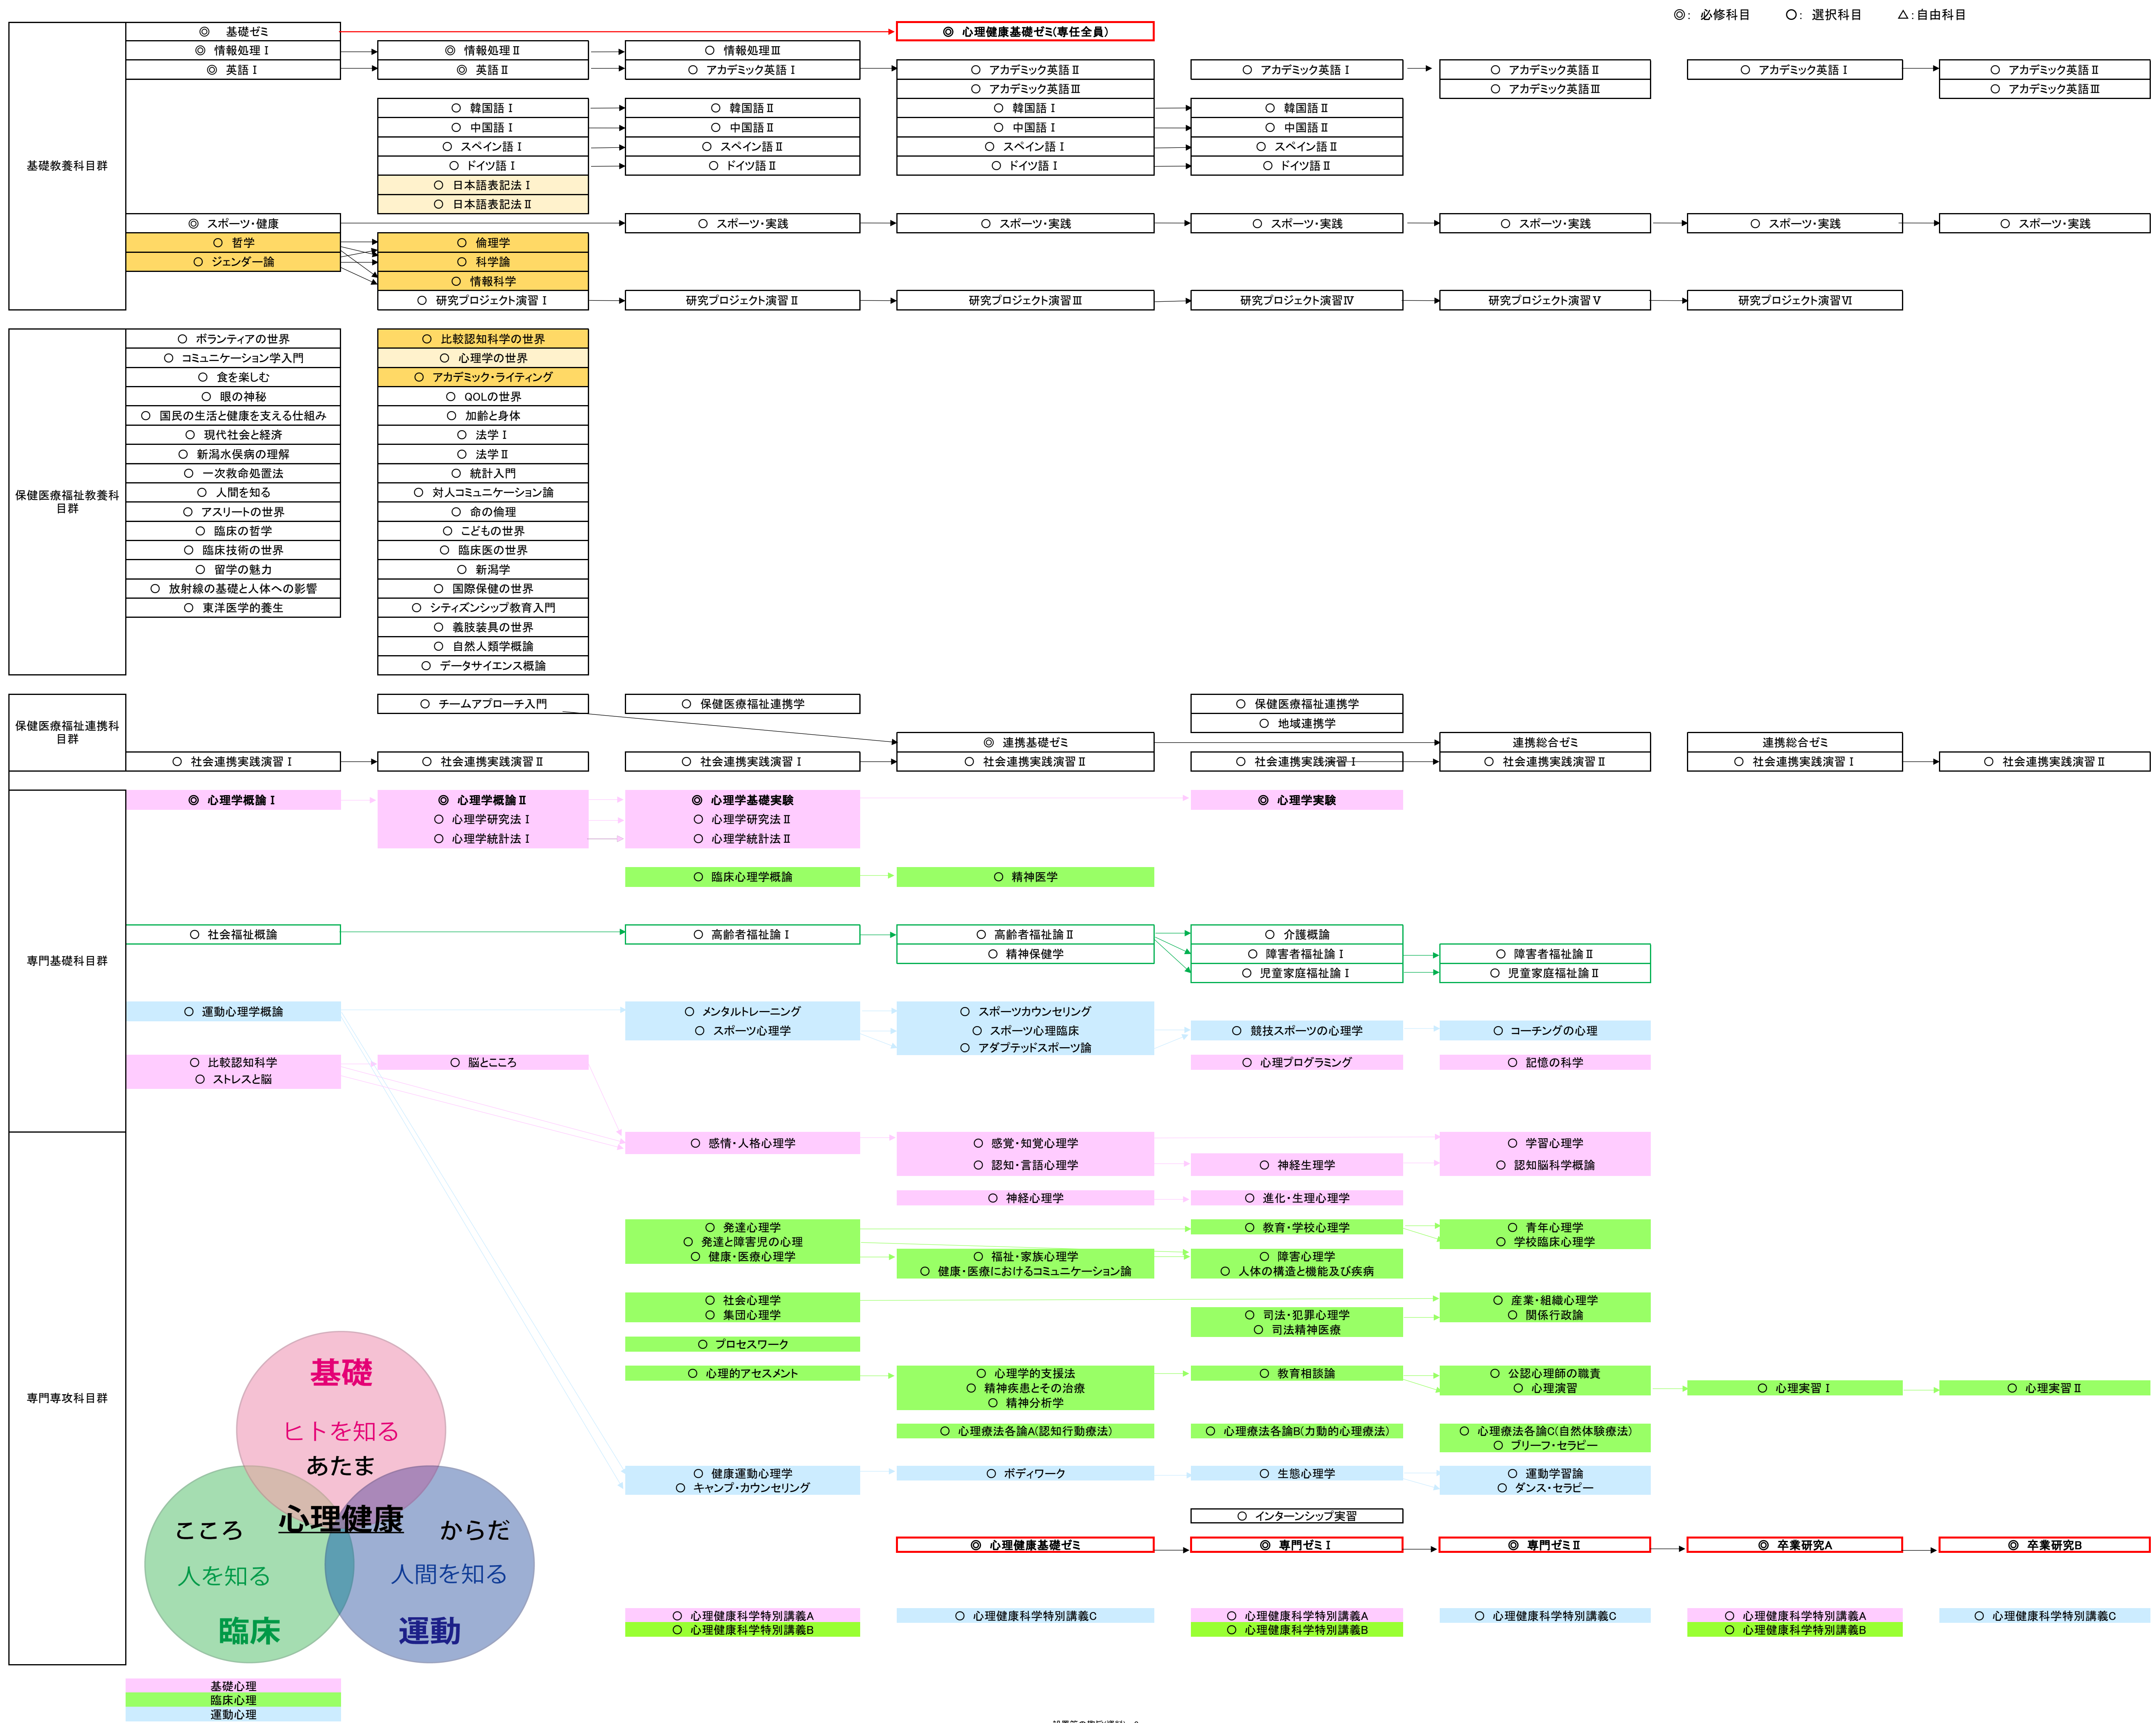 ◎： 必修科目　〇： 選択科目　△：自由科目
基礎教養科目群
◎ 基礎ゼミ
◎ 心理健康基礎ゼミ(専任全員)
◎ 情報処理Ⅰ
◎ 情報処理Ⅱ
〇 情報処理Ⅲ
◎ 英語Ⅰ
◎ 英語Ⅱ
〇 アカデミック英語Ⅰ
〇 アカデミック英語Ⅱ
〇 アカデミック英語Ⅰ
〇 アカデミック英語Ⅱ
〇 アカデミック英語Ⅰ
〇 アカデミック英語Ⅱ
〇 アカデミック英語Ⅲ
〇 アカデミック英語Ⅲ
〇 アカデミック英語Ⅲ
〇 韓国語Ⅰ
〇 韓国語Ⅱ
〇 韓国語Ⅰ
〇 韓国語Ⅱ
〇 中国語Ⅰ
〇 中国語Ⅱ
〇 中国語Ⅰ
〇 中国語Ⅱ
〇 スペイン語Ⅰ
〇 スペイン語Ⅱ
〇 スペイン語Ⅰ
〇 スペイン語Ⅱ
〇 ドイツ語Ⅰ
〇 ドイツ語Ⅱ
〇 ドイツ語Ⅰ
〇 ドイツ語Ⅱ
〇 日本語表記法Ⅰ
〇 日本語表記法Ⅱ
◎ スポーツ・健康
〇 スポーツ・実践
〇 スポーツ・実践
〇 スポーツ・実践
〇 スポーツ・実践
〇 スポーツ・実践
〇 スポーツ・実践
〇 哲学
〇 倫理学
〇 ジェンダー論
〇 科学論
〇 情報科学
〇 研究プロジェクト演習Ⅰ
研究プロジェクト演習Ⅱ
研究プロジェクト演習Ⅲ
研究プロジェクト演習Ⅳ
研究プロジェクト演習Ⅴ
研究プロジェクト演習Ⅵ
保健医療福祉教養科
目群
〇 ボランティアの世界
〇 比較認知科学の世界
〇 コミュニケーション学入門
〇 心理学の世界
〇 食を楽しむ
〇 アカデミック・ライティング
〇 眼の神秘
〇 QOLの世界
〇 国民の生活と健康を支える仕組み
〇 加齢と身体
〇 現代社会と経済
〇 法学Ⅰ
〇 新潟水俣病の理解
〇 法学Ⅱ
〇 一次救命処置法
〇 統計入門
〇 人間を知る
〇 対人コミュニケーション論
〇 アスリートの世界
〇 命の倫理
〇 臨床の哲学
〇 こどもの世界
〇 臨床技術の世界
〇 臨床医の世界
〇 留学の魅力
〇 新潟学
〇 放射線の基礎と人体への影響
〇 国際保健の世界
〇 東洋医学的養生
〇 シティズンシップ教育入門
〇 義肢装具の世界
〇 自然人類学概論
〇 データサイエンス概論
保健医療福祉連携科
目群
〇 チームアプローチ入門
〇 保健医療福祉連携学
〇 保健医療福祉連携学
〇 地域連携学
◎ 連携基礎ゼミ
連携総合ゼミ
連携総合ゼミ
〇 社会連携実践演習Ⅰ
〇 社会連携実践演習Ⅱ
〇 社会連携実践演習Ⅰ
〇 社会連携実践演習Ⅱ
〇 社会連携実践演習Ⅰ
〇 社会連携実践演習Ⅱ
〇 社会連携実践演習Ⅰ
〇 社会連携実践演習Ⅱ
専門基礎科目群
◎ 心理学概論Ⅰ
◎ 心理学概論Ⅱ
◎ 心理学基礎実験
◎ 心理学実験
〇 心理学研究法Ⅰ
〇 心理学研究法Ⅱ
〇 心理学統計法Ⅰ
〇 心理学統計法Ⅱ
〇 臨床心理学概論
〇 精神医学
〇 社会福祉概論
〇 高齢者福祉論Ⅰ
〇 高齢者福祉論Ⅱ
〇 介護概論
〇 精神保健学
〇 障害者福祉論Ⅰ
〇 障害者福祉論Ⅱ
〇 児童家庭福祉論Ⅰ
〇 児童家庭福祉論Ⅱ
〇 運動心理学概論
〇 メンタルトレーニング
〇 スポーツカウンセリング
〇 スポーツ心理学
〇 スポーツ心理臨床
〇 競技スポーツの心理学
〇 コーチングの心理
〇 アダプテッドスポーツ論
〇 比較認知科学
〇 脳とこころ
〇 心理プログラミング
〇 記憶の科学
〇 ストレスと脳
専門専攻科目群
〇 感情・人格心理学
〇 感覚・知覚心理学
〇 学習心理学
〇 認知・言語心理学
〇 神経生理学
〇 認知脳科学概論
〇 神経心理学
〇 進化・生理心理学
〇 発達心理学
〇 教育・学校心理学
〇 青年心理学
〇 発達と障害児の心理
〇 学校臨床心理学
〇 健康・医療心理学
〇 福祉・家族心理学
〇 障害心理学
〇 健康・医療におけるコミュニケーション論
〇 人体の構造と機能及び疾病
〇 社会心理学
〇 産業・組織心理学
〇 集団心理学
〇 司法・犯罪心理学
〇 関係行政論
〇 司法精神医療
〇 プロセスワーク
〇 心理的アセスメント
〇 心理学的支援法
〇 教育相談論
〇 公認心理師の職責
〇 精神疾患とその治療
〇 心理演習
〇 心理実習Ⅰ
〇 心理実習Ⅱ
〇 精神分析学
〇 心理療法各論A(認知行動療法)
〇 心理療法各論B(力動的心理療法)
〇 心理療法各論C(自然体験療法)
〇 ブリーフ・セラピー
〇 健康運動心理学
〇 ボディワーク
〇 生態心理学
〇 運動学習論
〇 キャンプ・カウンセリング
〇 ダンス・セラピー
〇 インターンシップ実習
◎ 心理健康基礎ゼミ
◎ 専門ゼミⅠ
◎ 専門ゼミⅡ
◎ 卒業研究A
◎ 卒業研究B
〇 心理健康科学特別講義A
〇 心理健康科学特別講義C
〇 心理健康科学特別講義A
〇 心理健康科学特別講義C
〇 心理健康科学特別講義A
〇 心理健康科学特別講義C
〇 心理健康科学特別講義B
〇 心理健康科学特別講義B
〇 心理健康科学特別講義B
基礎
ヒトを知る
あたま
心理健康
こころ
からだ
人を知る
人間を知る
臨床
運動
基礎心理
臨床心理
運動心理